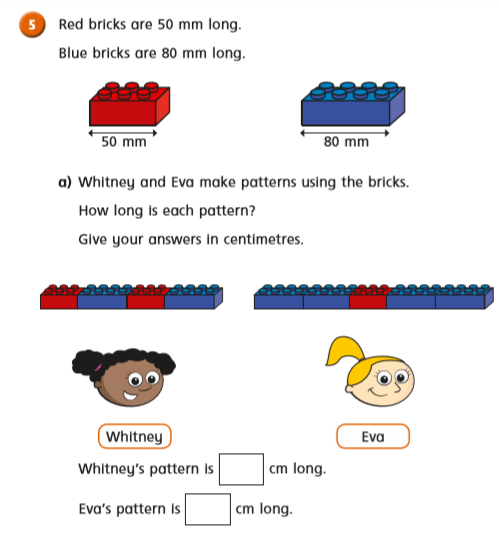 5 Red bricks are 50 mm long.
Blue bricks are 80 mm long.
50 mm 80 mm
a) Whitney and Eva make patterns using the bricks.
How long is each pattern?
Give your answers in centimetres.
Whitney Eva
Whitney's pattern is cm long.
Eva's pattern is cm long.